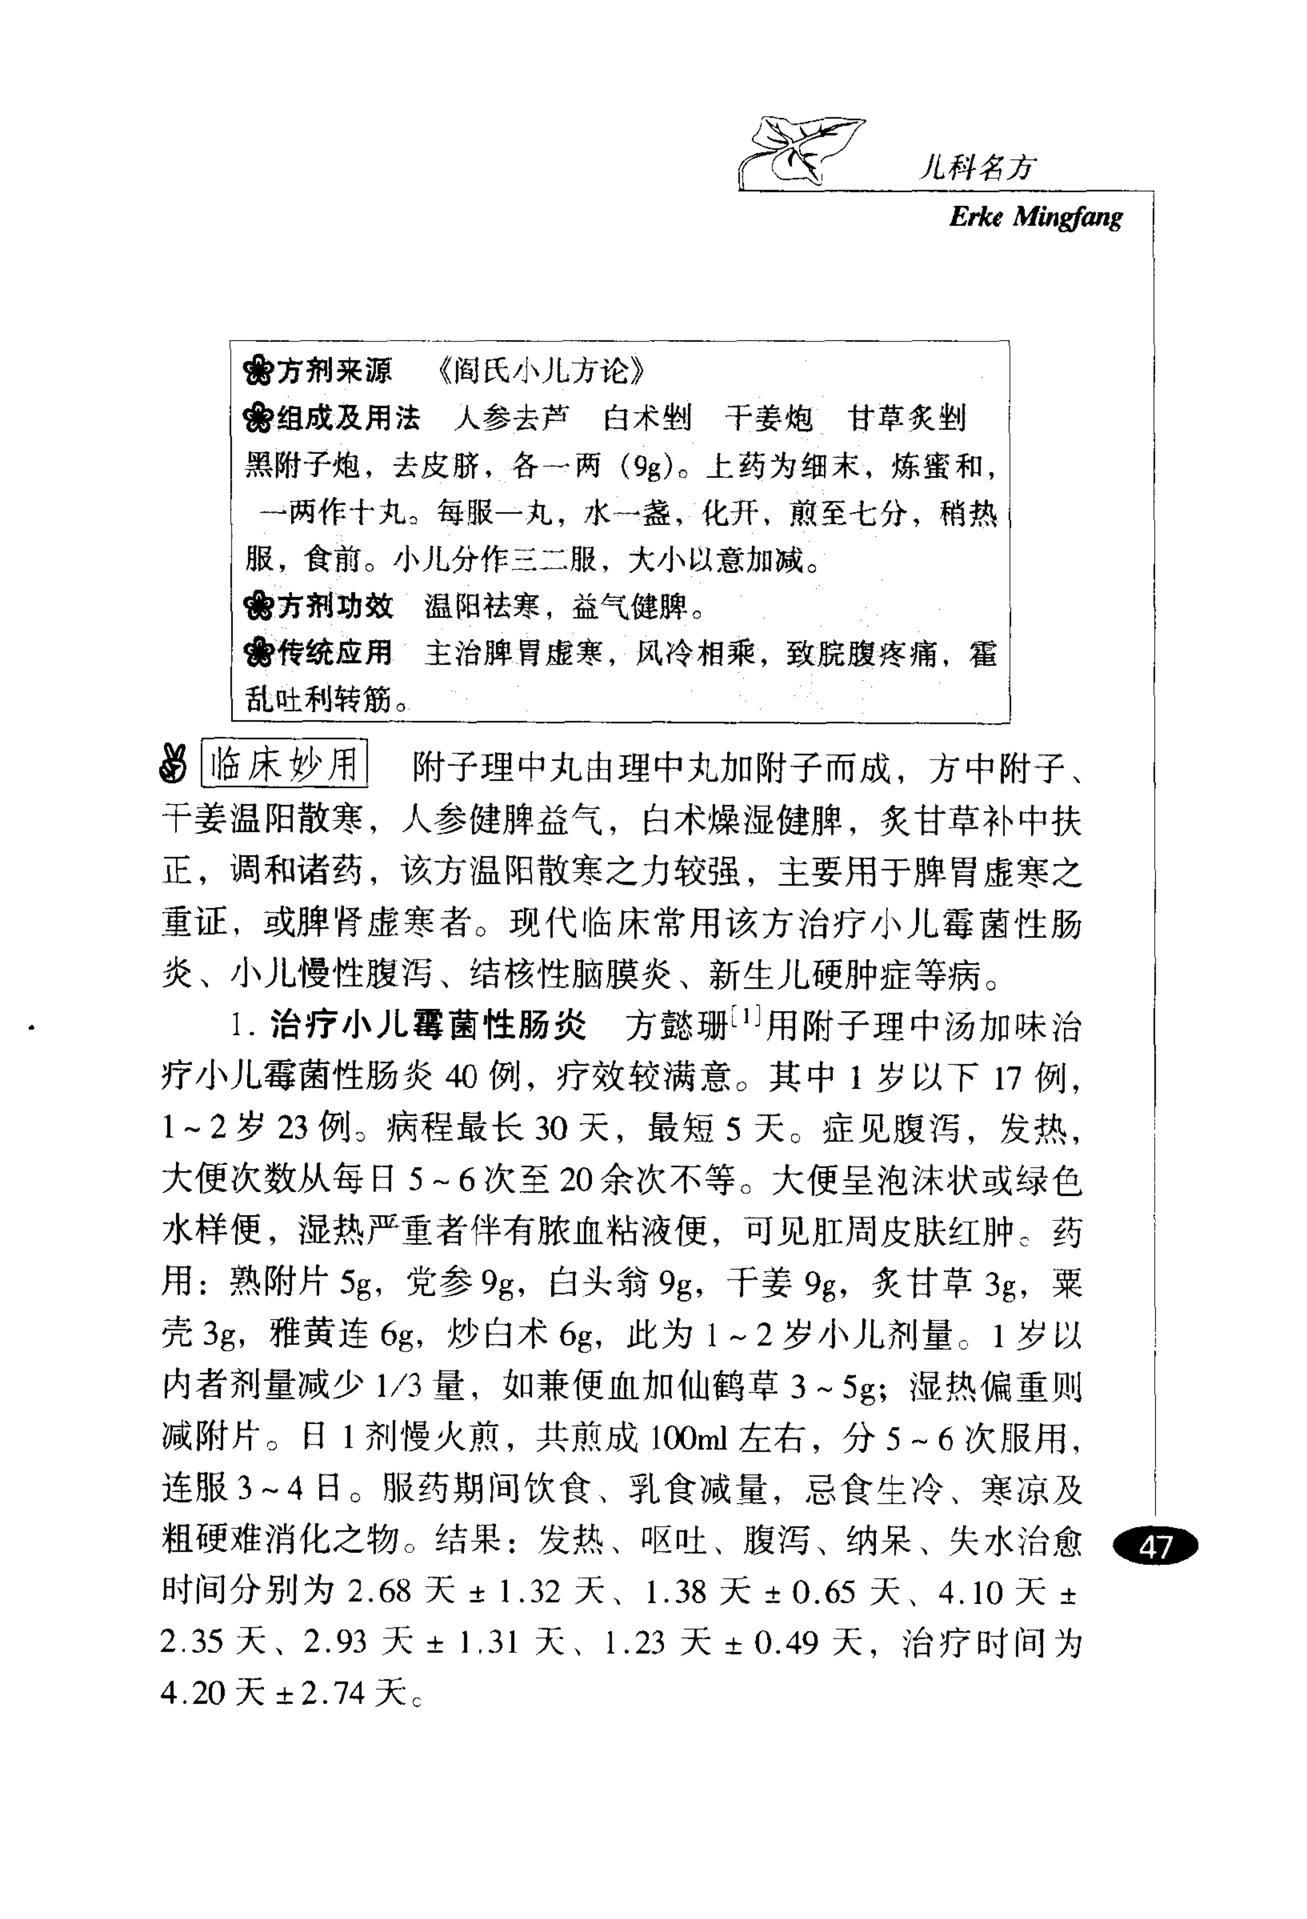 儿科名方
Erke Mingfang
方剂来源 《阎氏小儿方论》
组成及用法 人参去芦 白术剉 干姜炮 甘草炙剉
黑附子炮，去皮脐，各一两（9g）。上药为细末，炼蜜和，
一两作十丸。每服一丸，水一盏，化开，煎至七分，稍热
服，食前。小儿分作三二服，大小以意加减。
方剂功效 温阳祛寒，益气健脾。
传统应用 主治脾胃虚寒，风冷相乘，致脘腹疼痛，霍
乱吐利转筋。
临床妙用 附子理中丸由理中丸加附子而成，方中附子、
干姜温阳散寒，人参健脾益气，白术燥湿健脾，炙甘草补中扶
正，调和诸药，该方温阳散寒之力较强，主要用于脾胃虚寒之
重证，或脾肾虚寒者。现代临床常用该方治疗小儿霉菌性肠
炎、小儿慢性腹泻、结核性脑膜炎、新生儿硬肿症等病。
1. 治疗小儿霉菌性肠炎 方懿珊[1]用附子理中汤加味治
疗小儿霉菌性肠炎 40 例，疗效较满意。其中 1 岁以下 17 例，
1~2 岁 23 例。病程最长 30 天，最短 5 天。症见腹泻，发热，
大便次数从每日 5~6 次至 20 余次不等。大便呈泡沫状或绿色
水样便，湿热严重者伴有脓血粘液便，可见肛周皮肤红肿。药
用：熟附片 5g，党参 9g，白头翁 9g，干姜 9g，炙甘草 3g，粟
壳 3g，雅黄连 6g，炒白术 6g，此为 1~2 岁小儿剂量。1 岁以
内者剂量减少 1/3 量，如兼便血加仙鹤草 3~5g；湿热偏重则
减附片。日 1 剂慢火煎，共煎成 100ml 左右，分 5~6 次服用，
连服 3~4 日。服药期间饮食、乳食减量，忌食生冷、寒凉及
粗硬难消化之物。结果：发热、呕吐、腹泻、纳呆、失水治愈
时间分别为 2.68 天 ± 1.32 天、1.38 天 ± 0.65 天、4.10 天 ±
2.35 天、2.93 天 ± 1.31 天、1.23 天 ± 0.49 天，治疗时间为
4.20 天 ± 2.74 天。
47